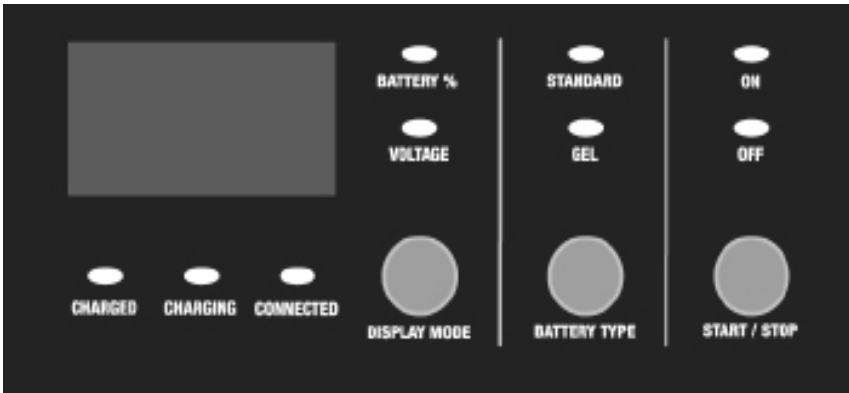 BATTERY %
STANDARD
ON
VOLTAGE
GEL
OFF
CHARGED
CHARGING
CONNECTED
DISPLAY MODE
BATTERY TYPE
START / STOP